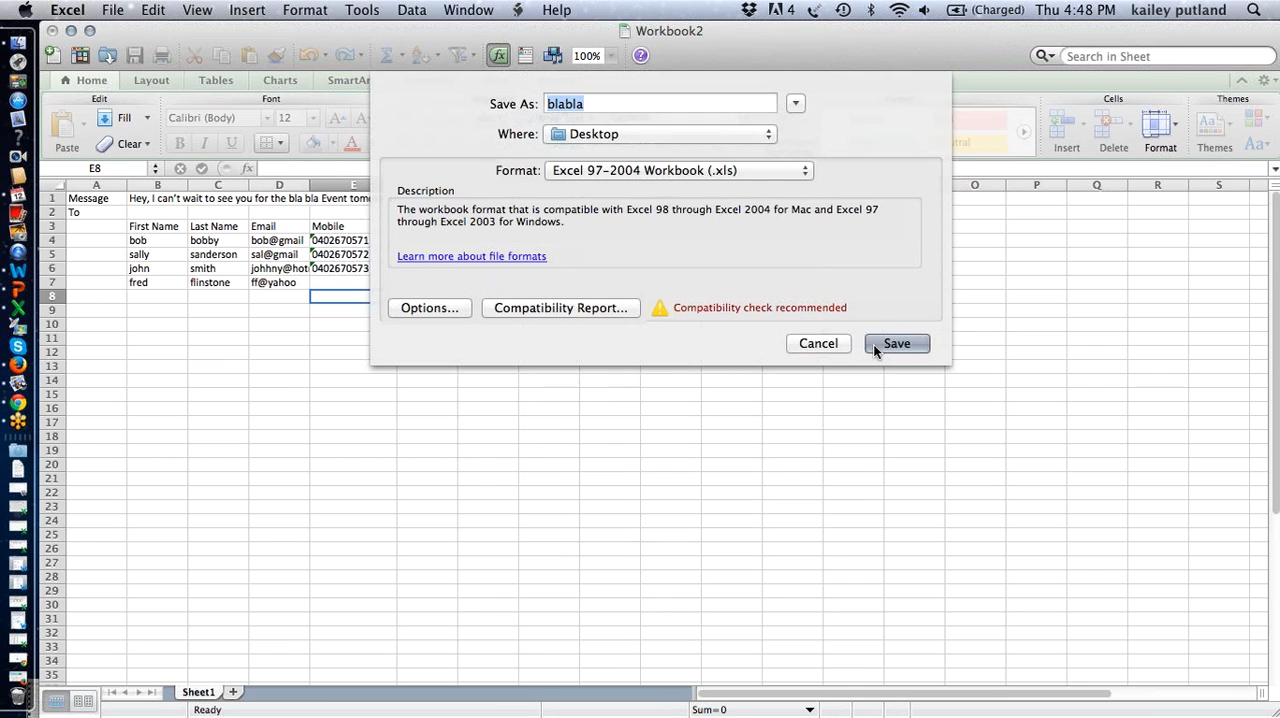 Excel File Edit View Insert Format Tools Data Window Help 4 (Charged) Thu 4:48 PM kailey putland
Workbook2
100% Search in Sheet
Home Layout Tables Charts SmartAr
Edit Font Cells Themes
Fill Calibri (Body) 12
Paste Clear B I U Insert Delete Format Themes Aa
E8 fx
Save As: blabla
Where: Desktop
Format: Excel 97-2004 Workbook (.xls)
Description
The workbook format that is compatible with Excel 98 through Excel 2004 for Mac and Excel 97
through Excel 2003 for Windows.
Learn more about file formats
Options... Compatibility Report... Compatibility check recommended
Cancel Save
A B C D E O P Q R S
1 Message Hey, I can't wait to see you for the bla bla Event tom
2 To
3 First Name Last Name Email Mobile
4 bob bobby bob@gmail 0402670571
5 sally sanderson sal@gmail 0402670572
6 john smith johhny@hot 0402670573
7 fred flinstone ff@yahoo
8
9
10
11
12
13
14
15
16
17
18
19
20
21
22
23
24
25
26
27
28
29
30
31
32
33
34
35
Sheet1
Ready Sum=0